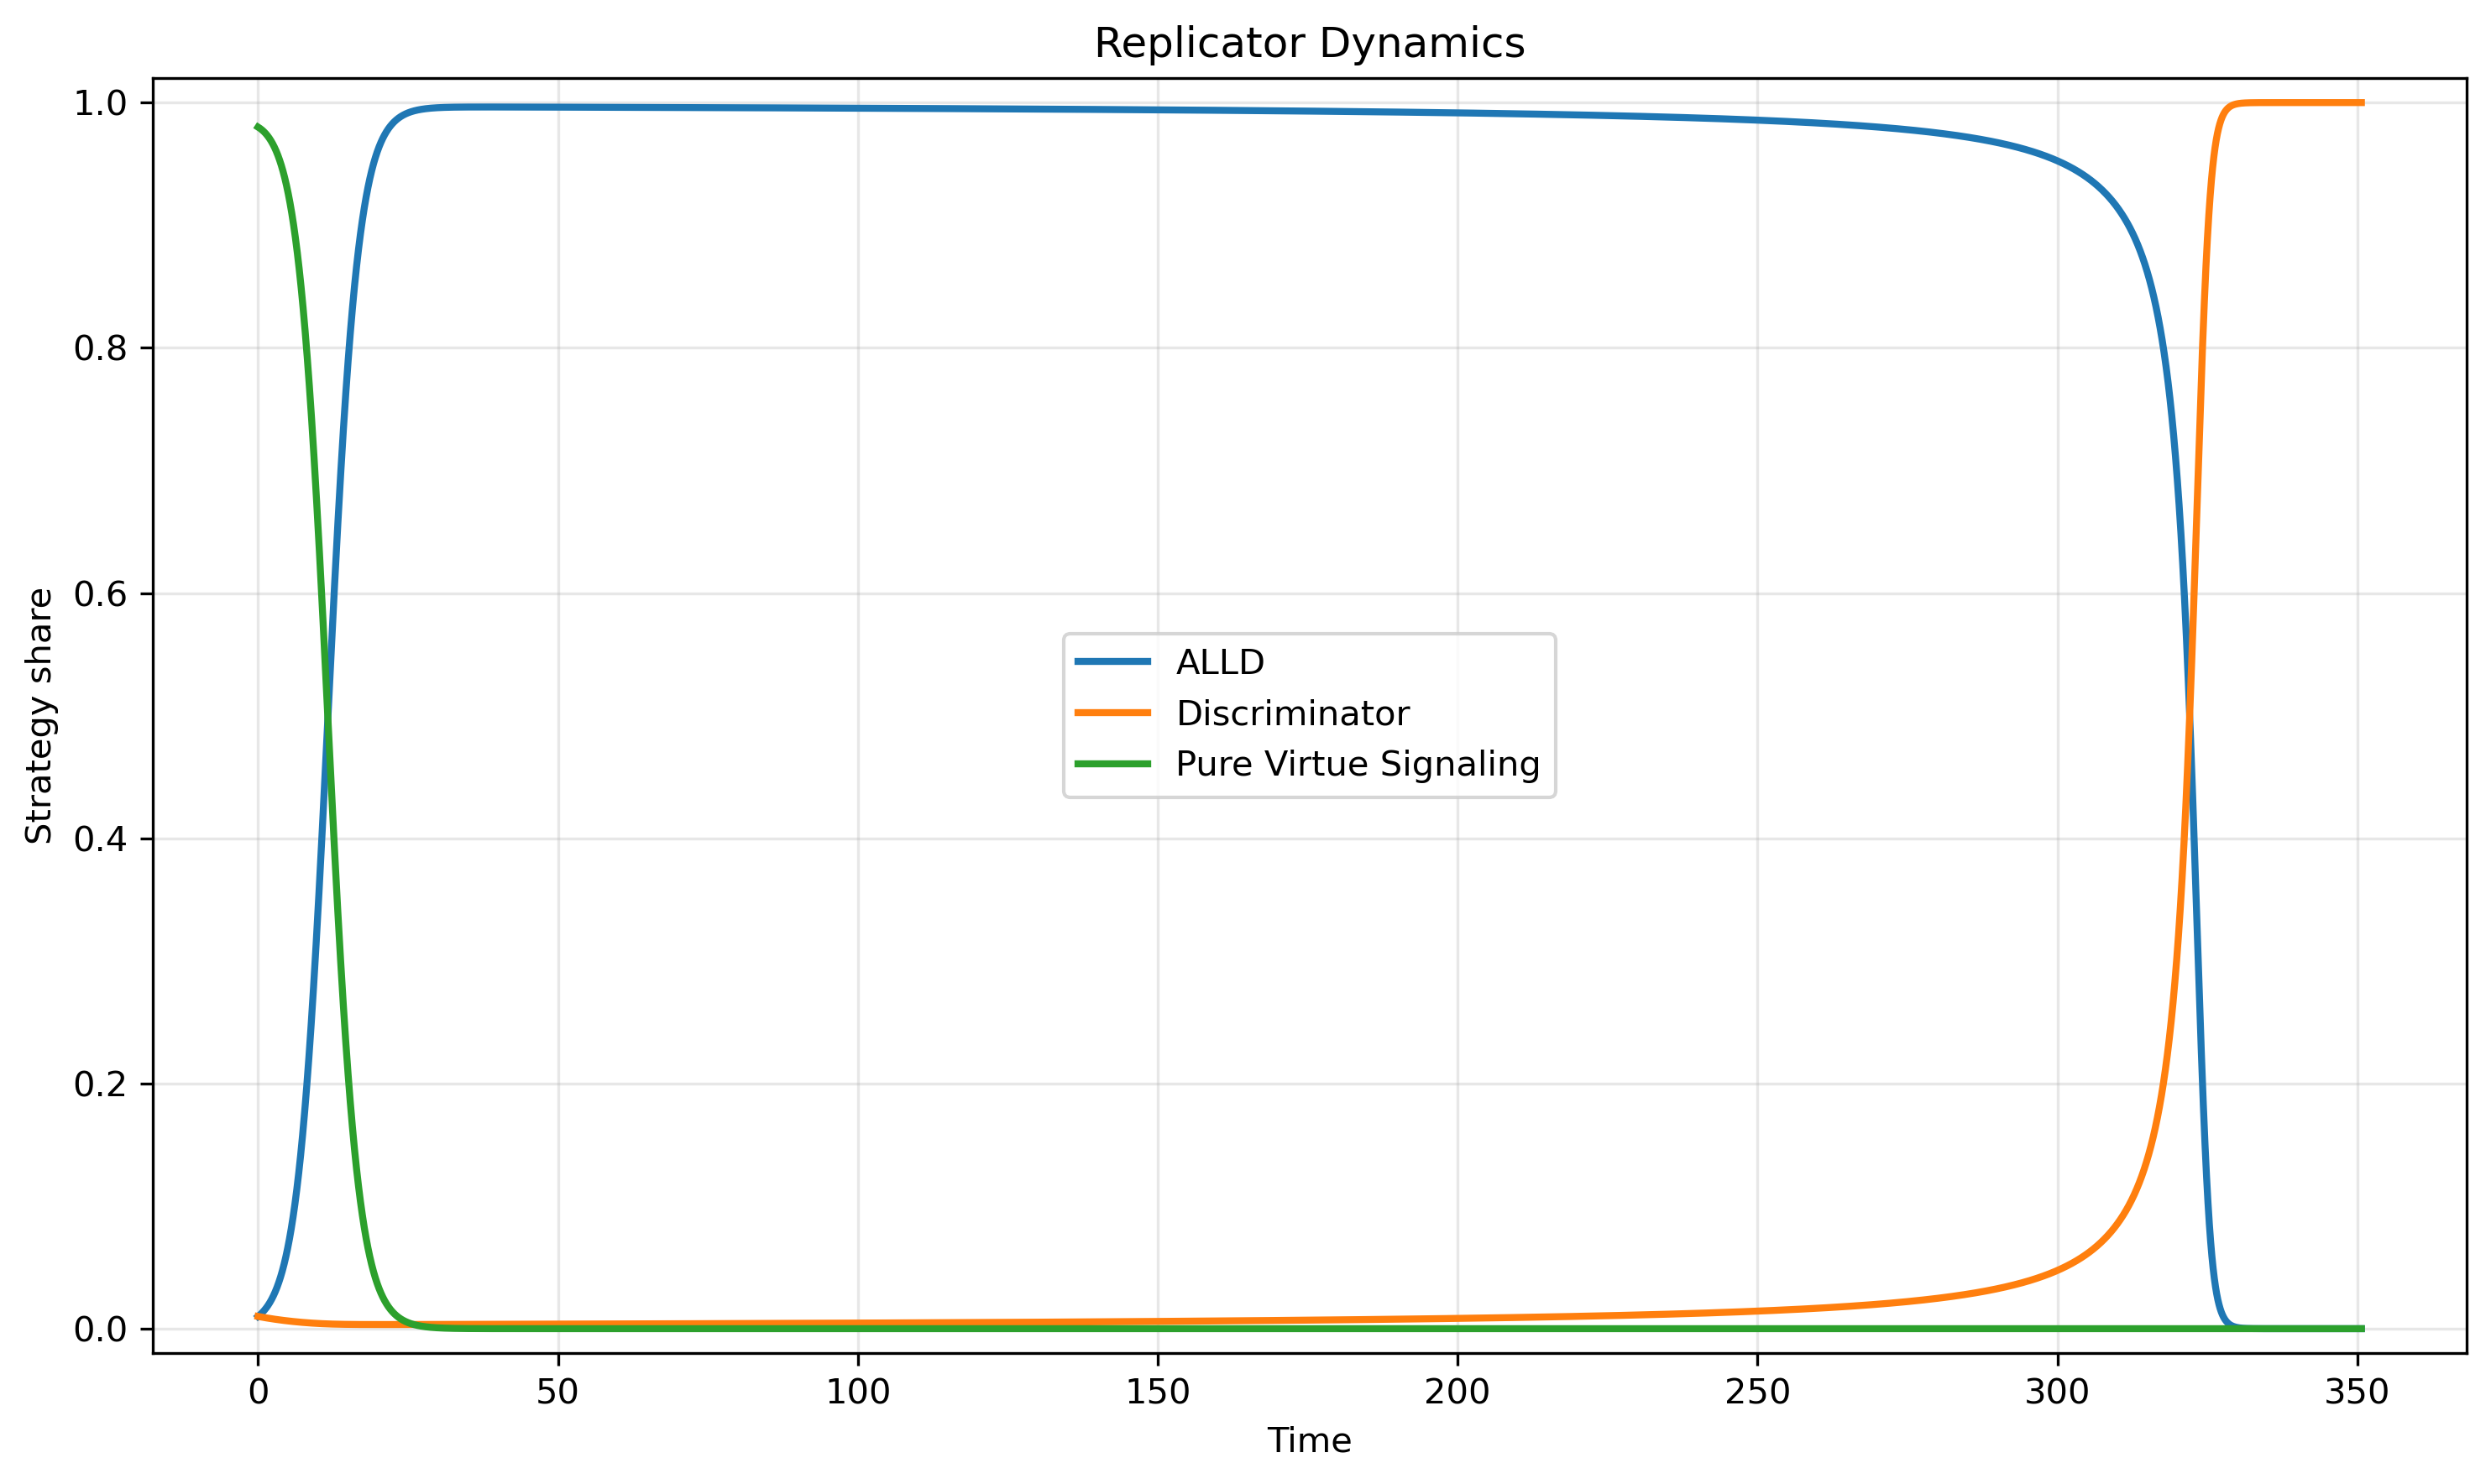 Replicator Dynamics
Strategy share
1.0
0.8
0.6
0.4
0.2
0.0
ALLD
Discriminator
Pure Virtue Signaling
0 50 100 150 200 250 300 350
Time